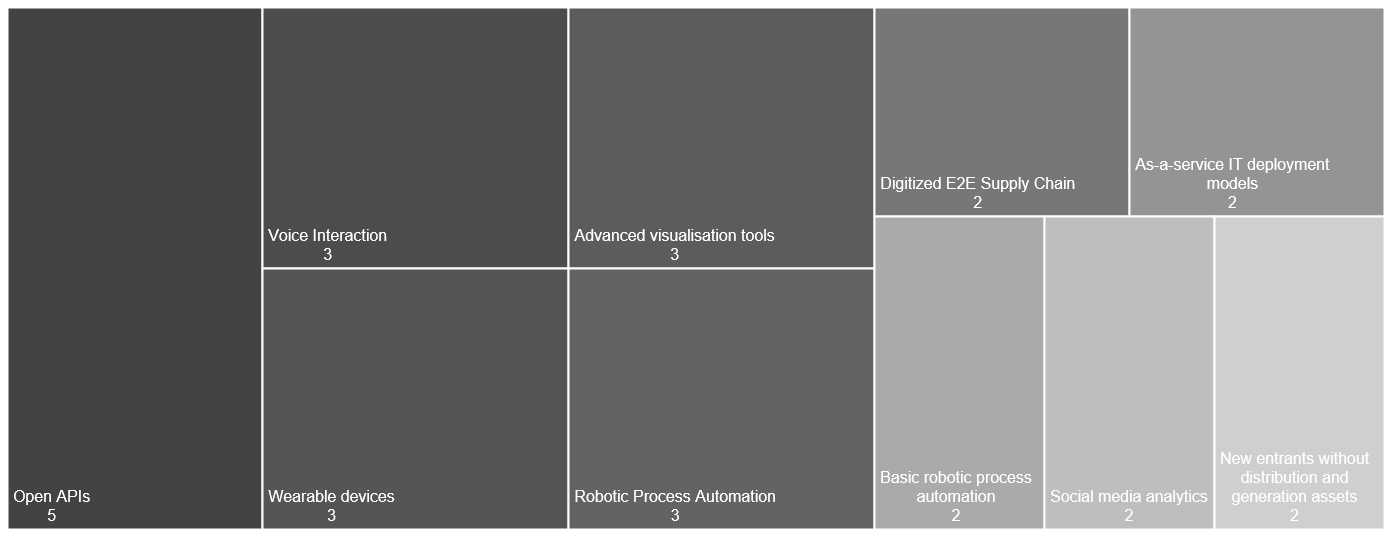 Open APIs
5
Voice Interaction
3
Wearable devices
3
Advanced visualisation tools
3
Robotic Process Automation
3
Digitized E2E Supply Chain
2
As-a-service IT deployment
models
2
Basic robotic process
automation
2
Social media analytics
2
New entrants without
distribution and
generation assets
2